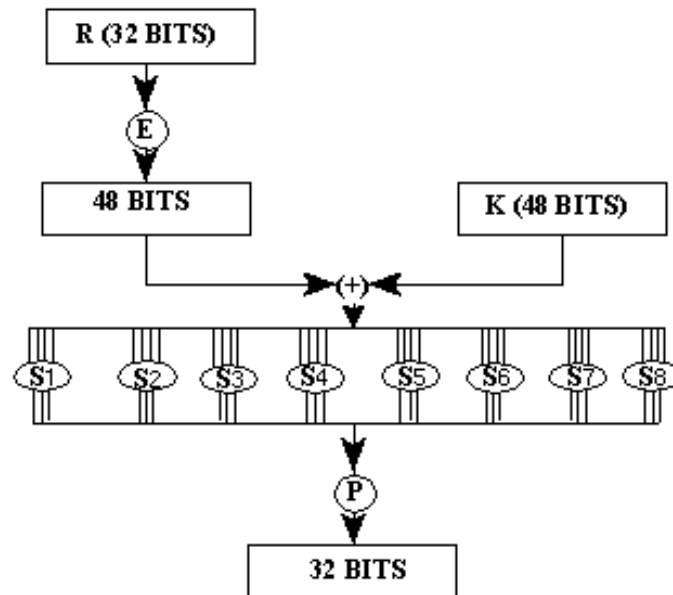 R (32 BITS)
E
48 BITS
K (48 BITS)
(+)
S1 S2 S3 S4 S5 S6 S7 S8
P
32 BITS